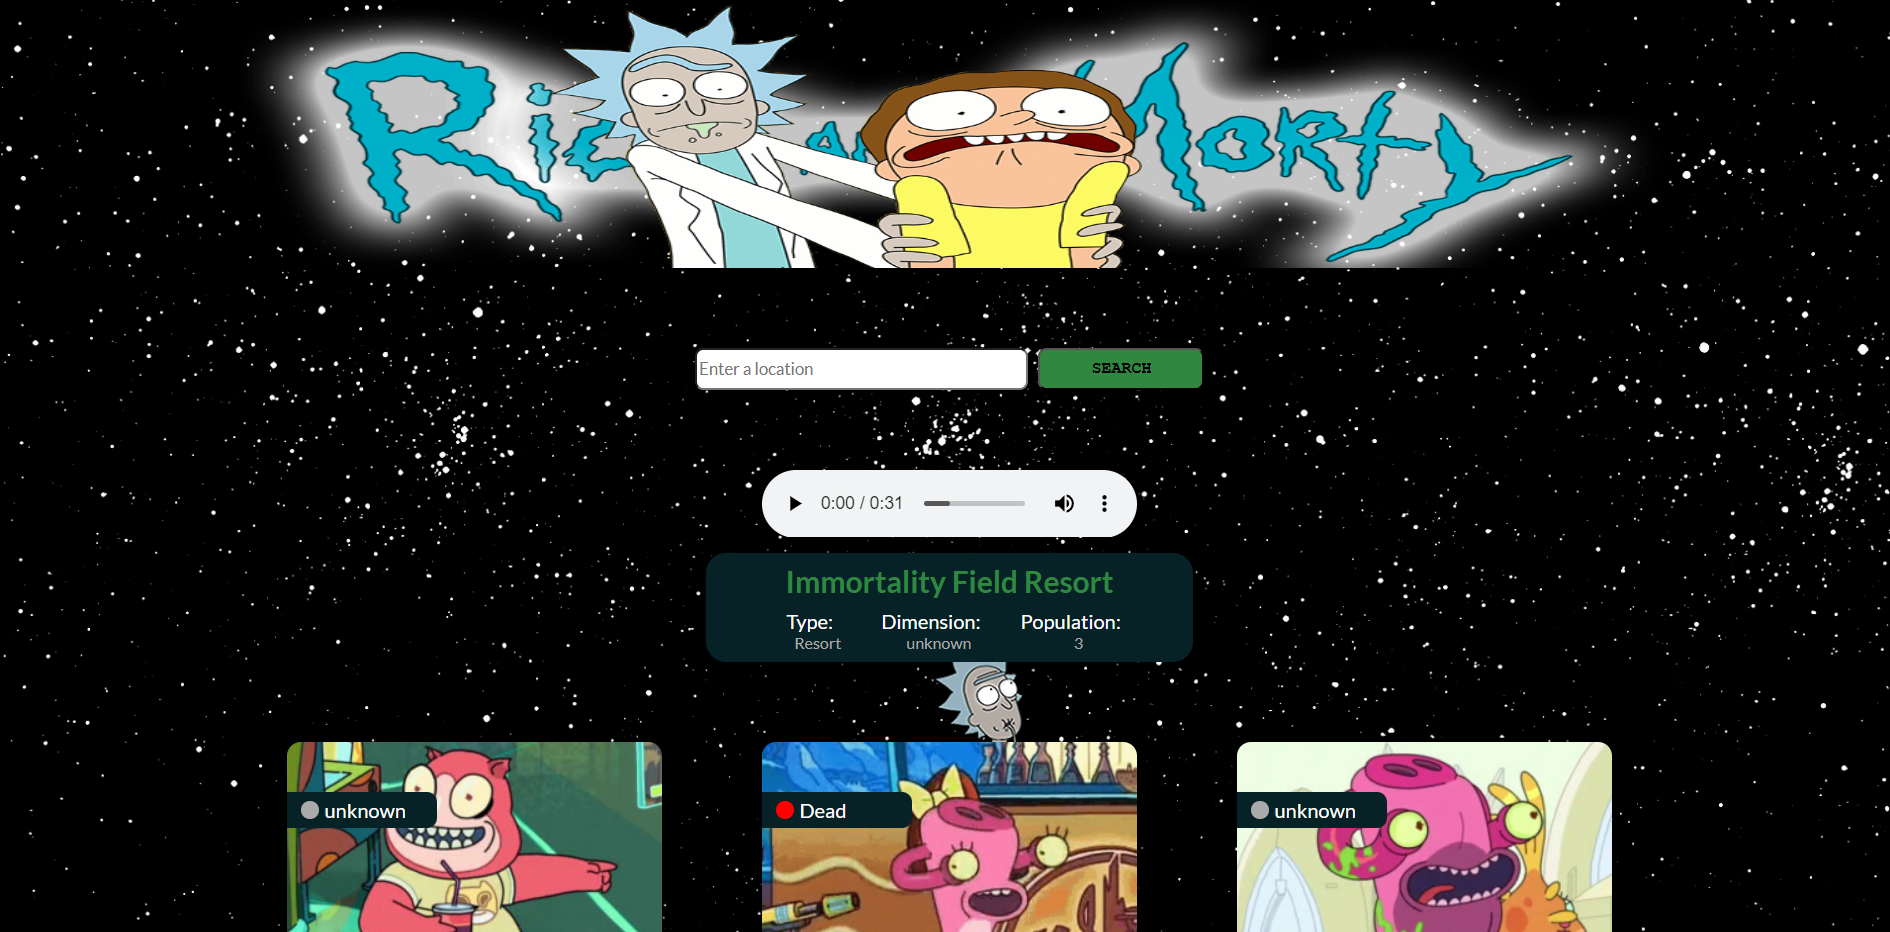 Rick and Morty
Enter a location
SEARCH
0:00 / 0:31
Immortality Field Resort
Type: Dimension: Population:
Resort unknown 3
unknown
Dead
unknown